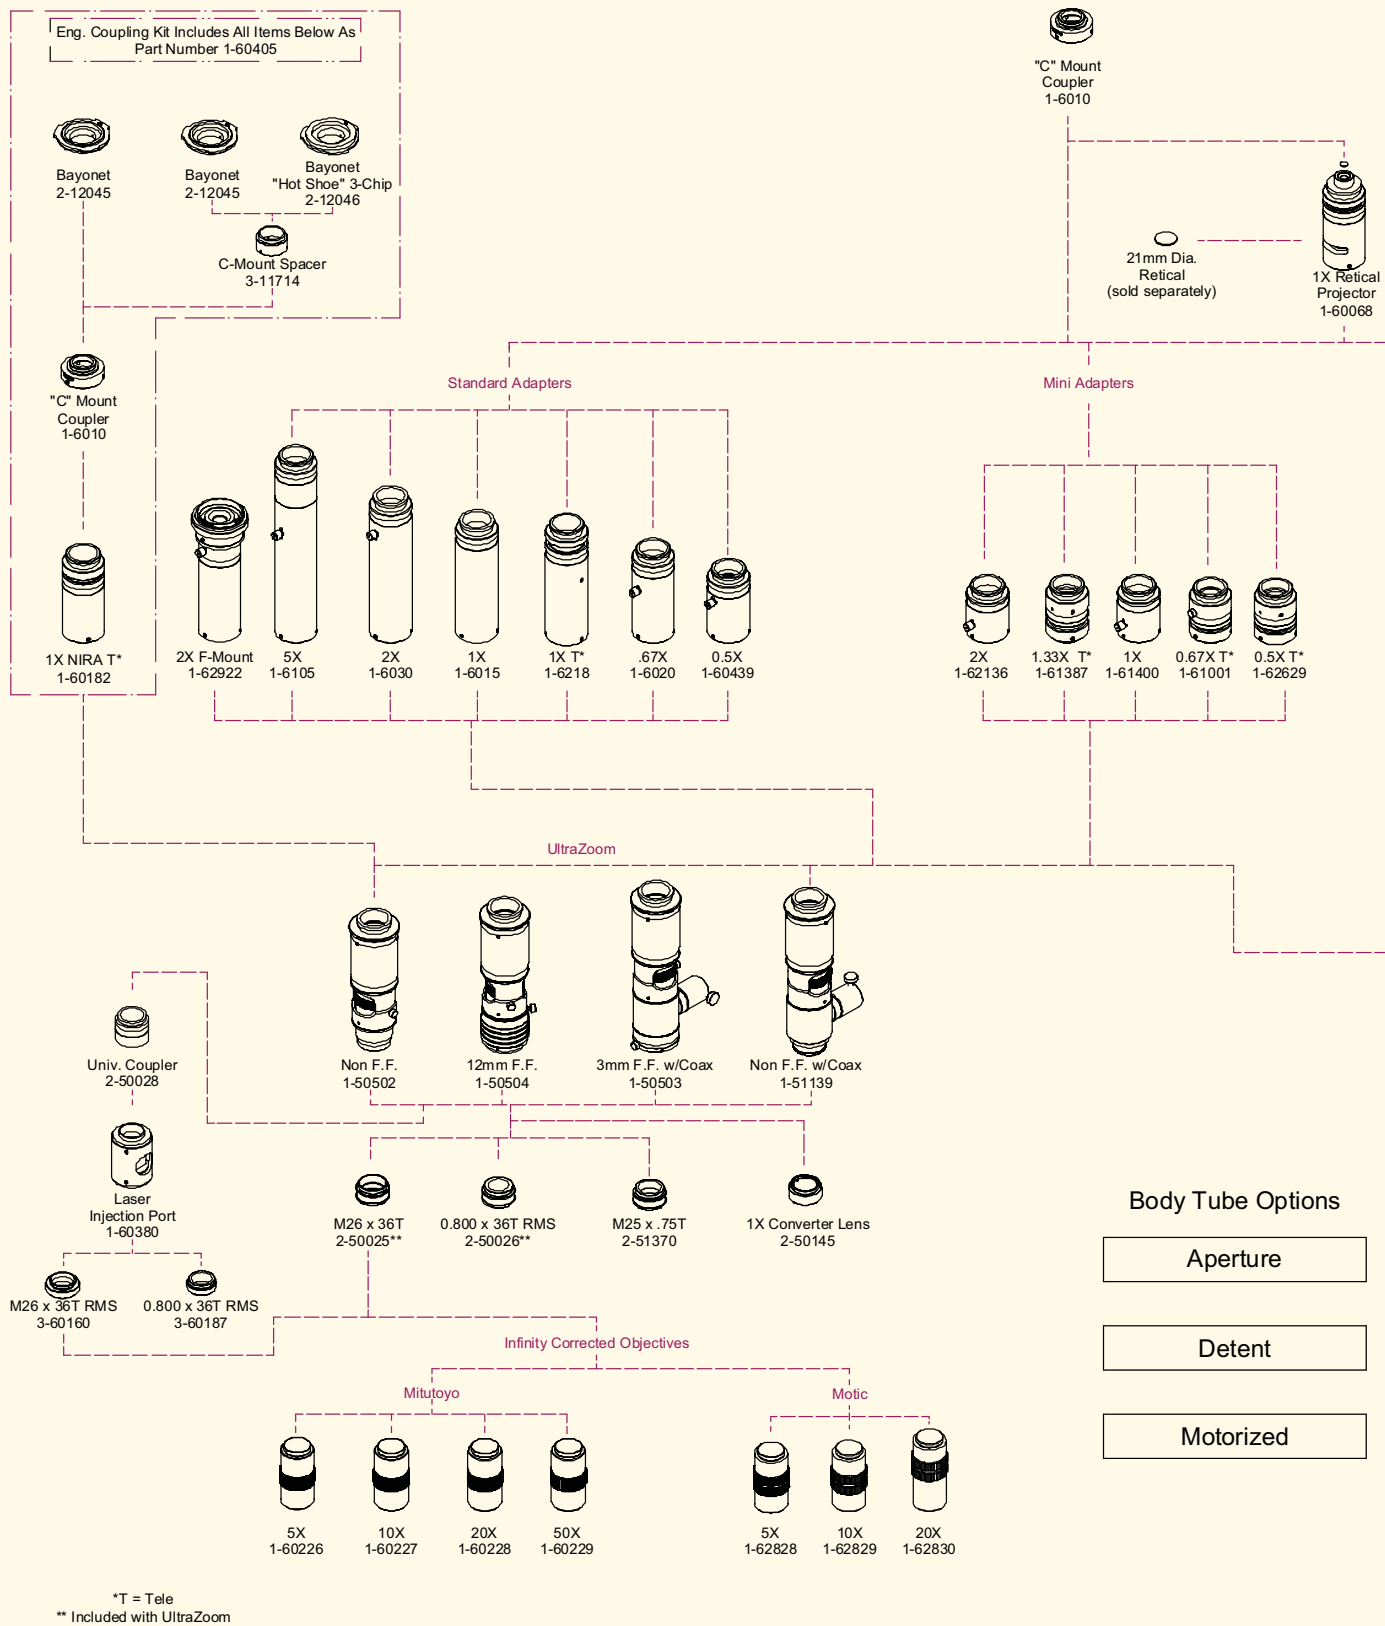 Eng. Coupling Kit Includes All Items Below As
Part Number 1-60405
"C" Mount
Coupler
1-6010
Bayonet
2-12045
Bayonet
2-12045
Bayonet
"Hot Shoe" 3-Chip
2-12046
C-Mount Spacer
3-11714
21mm Dia.
Retical
(sold separately)
1X Retical
Projector
1-60068
"C" Mount
Coupler
1-6010
Standard Adapters
Mini Adapters
1X NIRA T*
1-60182
2X F-Mount
1-62922
5X
1-6105
2X
1-6030
1X
1-6015
1X T*
1-6218
.67X
1-6020
0.5X
1-60439
2X
1-62136
1.33X T*
1-61387
1X
1-61400
0.67X T*
1-61001
0.5X T*
1-62629
UltraZoom
Univ. Coupler
2-50028
Non F.F.
1-50502
12mm F.F.
1-50504
3mm F.F. w/Coax
1-50503
Non F.F. w/Coax
1-51139
Laser
Injection Port
1-60380
M26 x 36T
2-50025**
0.800 x 36T RMS
2-50026**
M25 x .75T
2-51370
1X Converter Lens
2-50145
M26 x 36T RMS
3-60160
0.800 x 36T RMS
3-60187
Infinity Corrected Objectives
Mitutoyo
Motic
5X
1-60226
10X
1-60227
20X
1-60228
50X
1-60229
5X
1-62828
10X
1-62829
20X
1-62830
Body Tube Options
Aperture
Detent
Motorized
*T = Tele
** Included with UltraZoom